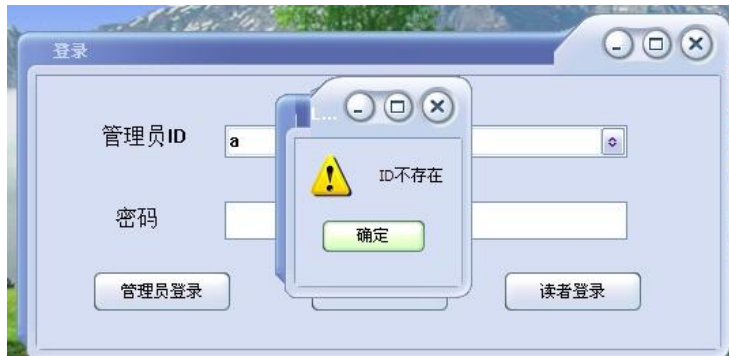 登录
L...
管理员ID
a
ID不存在
密码
确定
管理员登录
读者登录